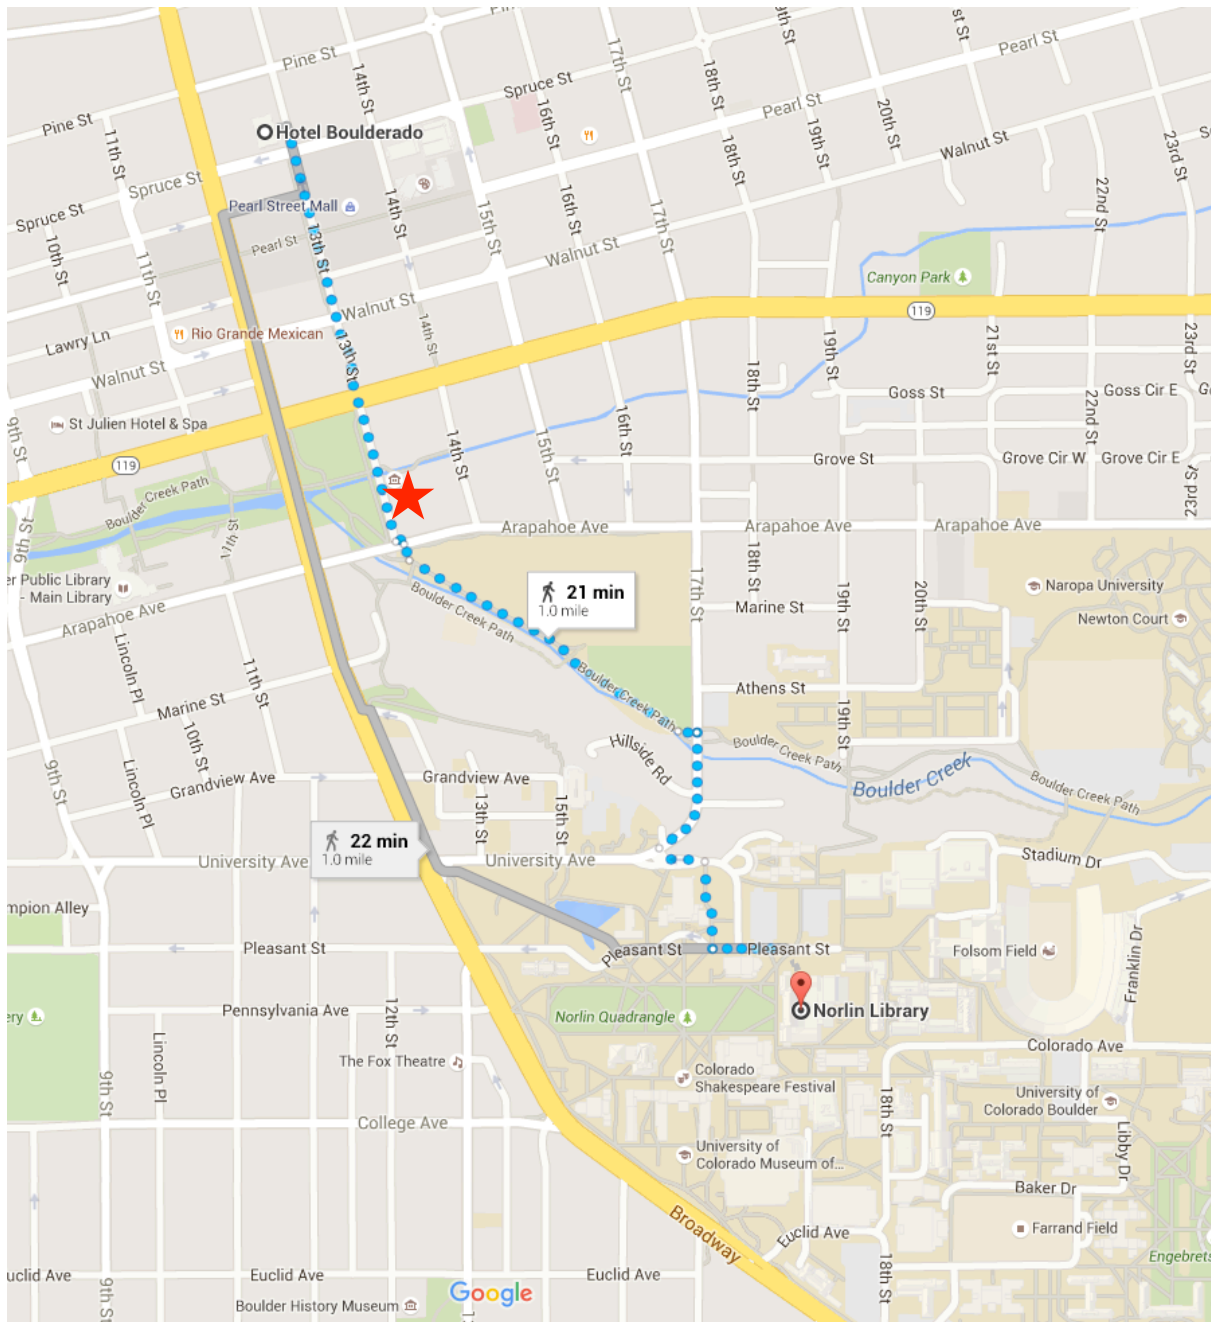 Pine St
14th St
17th St
18th St
19th St
Pearl St
Spruce St
16th St
Pearl St
20th St
Pine St
11th St
Hotel Boulderado
Walnut St
23rd St
18th St
19th St
Spruce St
Spruce St
Pearl Street Mall
14th St
15th St
16th St
17th St
22nd St
10th St
11th St
Pearl St
13th St
Walnut St
Canyon Park
119
Rio Grande Mexican
Walnut St
14th St
Lawry Ln
Walnut St
13th St
18th St
19th St
21st St
23rd St
Goss St
Goss Cir E
22nd St
9th St
St Julien Hotel & Spa
16th St
14th St
15th St
119
Grove St
Grove Cir W
Grove Cir E
Boulder Creek Path
23rd St
9th St
11th St
Arapahoe Ave
Arapahoe Ave
Arapahoe Ave
er Public Library
- Main Library
Arapahoe Ave
Boulder Creek Path
21 min
1.0 mile
17th St
18th St
19th St
20th St
Marine St
Naropa University
Newton Court
Lincoln Pl
11th St
Marine St
10th St
Boulder Creek Path
Athens St
19th St
Hillside Rd
Boulder Creek Path
Boulder Creek
Boulder Creek Path
9th St
Lincoln Pl
Grandview Ave
Grandview Ave
13th St
15th St
22 min
1.0 mile
University Ave
University Ave
Stadium Dr
mpion Alley
Pleasant St
Pleasant St
Pleasant St
Folsom Field
Franklin Dr
ery
Pennsylvania Ave
12th St
Norlin Quadrangle
Norlin Library
Lincoln Pl
The Fox Theatre
Colorado Ave
9th St
Colorado
Shakespeare Festival
University of
Colorado Boulder
18th St
College Ave
Libby Dr
University of
Colorado Museum of...
Baker Dr
Broadway
Euclid Ave
Farrand Field
Engebrets
18th St
uclid Ave
Euclid Ave
Euclid Ave
9th St
Google
Boulder History Museum